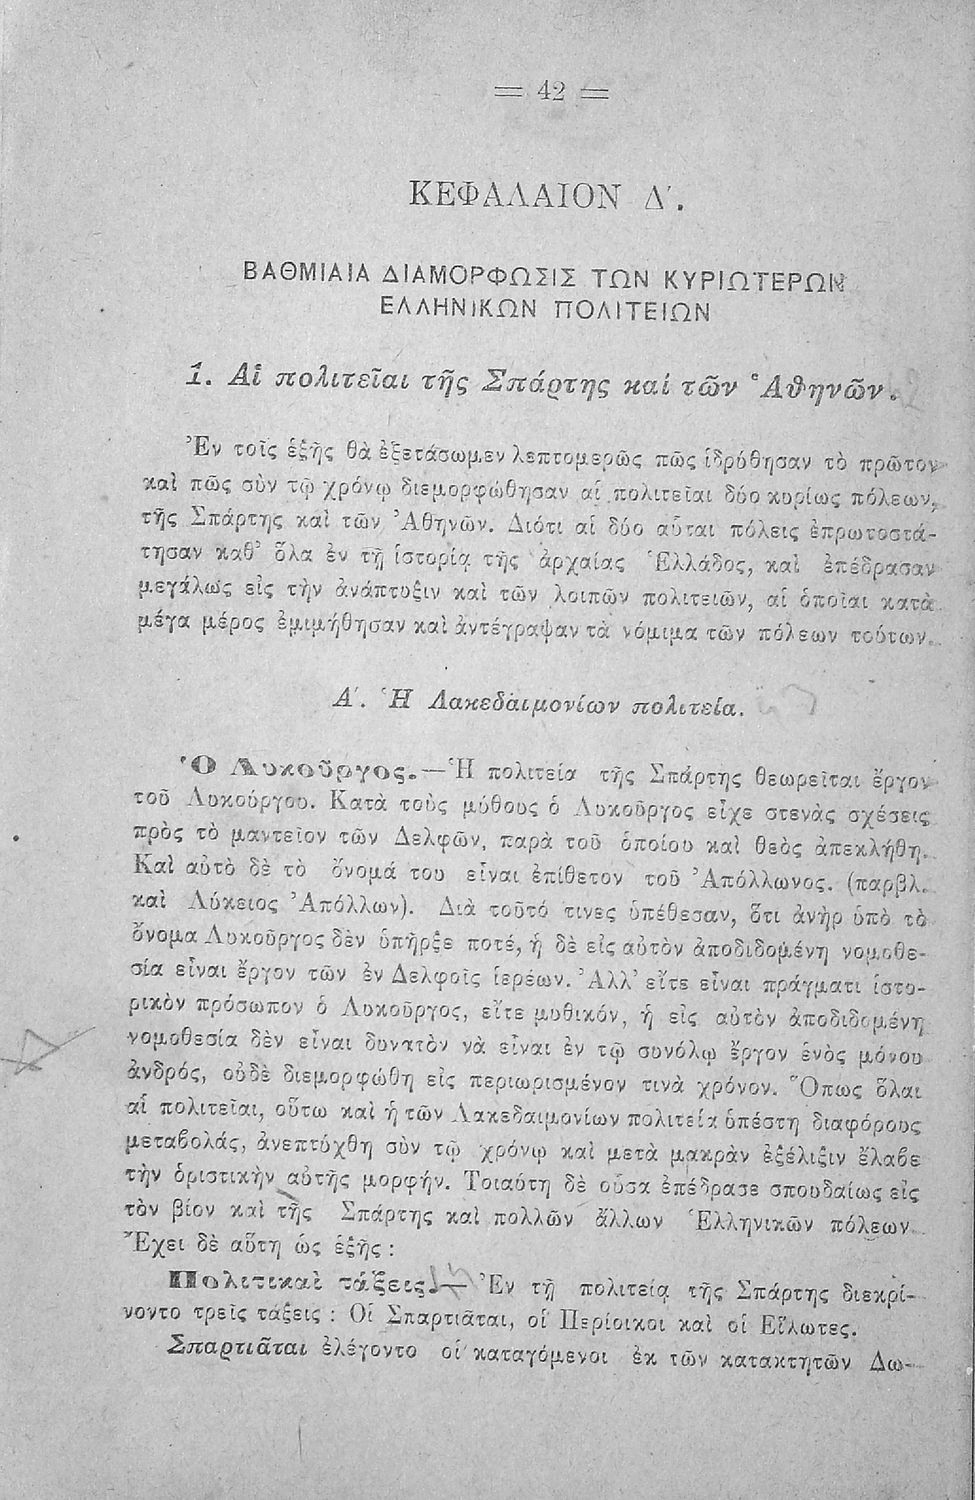 = 42 =
ΚΕΦΑΛΑΙΟΝ Δ΄.
ΒΑΘΜΙΑΙΑ ΔΙΑΜΟΡΦΩΣΙΣ ΤΩΝ ΚΥΡΙΩΤΕΡΩΝ
ΕΛΛΗΝΙΚΩΝ ΠΟΛΙΤΕΙΩΝ
1. Αἱ πολιτεῖαι τῆς Σπάρτης καὶ τῶν Ἀθηνῶν.
Ἐν τοῖς ἑξῆς θὰ ἐξετάσωμεν λεπτομερῶς πῶς ἱδρύθησαν τὸ πρῶτον
καὶ πῶς σὺν τῷ χρόνῳ διεμορφώθησαν αἱ πολιτεῖαι δύο κυρίως πόλεων,
τῆς Σπάρτης καὶ τῶν Ἀθηνῶν. Διότι αἱ δύο αὗται πόλεις ἐπρωτοστά-
τησαν καθ᾽ ὅλα ἐν τῇ ἱστορίᾳ τῆς ἀρχαίας Ἑλλάδος, καὶ ἐπέδρασαν
μεγάλως εἰς τὴν ἀνάπτυξιν καὶ τῶν λοιπῶν πολιτειῶν, αἱ ὁποῖαι κατὰ
μέγα μέρος ἐμιμήθησαν καὶ ἀντέγραψαν τὰ νόμιμα τῶν πόλεων τούτων.
Α΄. Ἡ Λακεδαιμονίων πολιτεία.
Ὁ Λυκοῦργος.—Ἡ πολιτεία τῆς Σπάρτης θεωρεῖται ἔργον
τοῦ Λυκούργου. Κατὰ τοὺς μύθους ὁ Λυκοῦργος εἶχε στενὰς σχέσεις
πρὸς τὸ μαντεῖον τῶν Δελφῶν, παρὰ τοῦ ὁποίου καὶ θεὸς ἀπεκλήθη.
Καὶ αὐτὸ δὲ τὸ ὄνομά του εἶναι ἐπίθετον τοῦ Ἀπόλλωνος. (παρβλ.
καὶ Λύκειος Ἀπόλλων). Διὰ τοῦτό τινες ὑπέθεσαν, ὅτι ἀνὴρ ὑπὸ τὸ
ὄνομα Λυκοῦργος δὲν ὑπῆρξε ποτέ, ἡ δὲ εἰς αὐτὸν ἀποδιδομένη νομοθε-
σία εἶναι ἔργον τῶν ἐν Δελφοῖς ἱερέων. Ἀλλ᾽ εἴτε εἶναι πράγματι ἱστο-
ρικὸν πρόσωπον ὁ Λυκοῦργος, εἴτε μυθικόν, ἡ εἰς αὐτὸν ἀποδιδομένη
νομοθεσία δὲν εἶναι δυνατὸν νὰ εἶναι ἐν τῷ συνόλῳ ἔργον ἑνὸς μόνου
ἀνδρός, οὐδὲ διεμορφώθη εἰς περιωρισμένον τινὰ χρόνον. Ὅπως ὅλαι
αἱ πολιτεῖαι, οὕτω καὶ ἡ τῶν Λακεδαιμονίων πολιτεία ὑπέστη διαφόρους
μεταβολάς, ἀνεπτύχθη σὺν τῷ χρόνῳ καὶ μετὰ μακρὰν ἐξέλιξιν ἔλαβε
τὴν ὁριστικὴν αὐτῆς μορφήν. Τοιαύτη δὲ οὖσα ἐπέδρασε σπουδαίως εἰς
τὸν βίον καὶ τῆς Σπάρτης καὶ πολλῶν ἄλλων Ἑλληνικῶν πόλεων.
Ἔχει δὲ αὕτη ὡς ἑξῆς :
Πολιτικαὶ τάξεις.— Ἐν τῇ πολιτείᾳ τῆς Σπάρτης διεκρί-
νοντο τρεῖς τάξεις : Οἱ Σπαρτιᾶται, οἱ Περίοικοι καὶ οἱ Εἵλωτες.
Σπαρτιᾶται ἐλέγοντο οἱ καταγόμενοι ἐκ τῶν κατακτητῶν Δω-